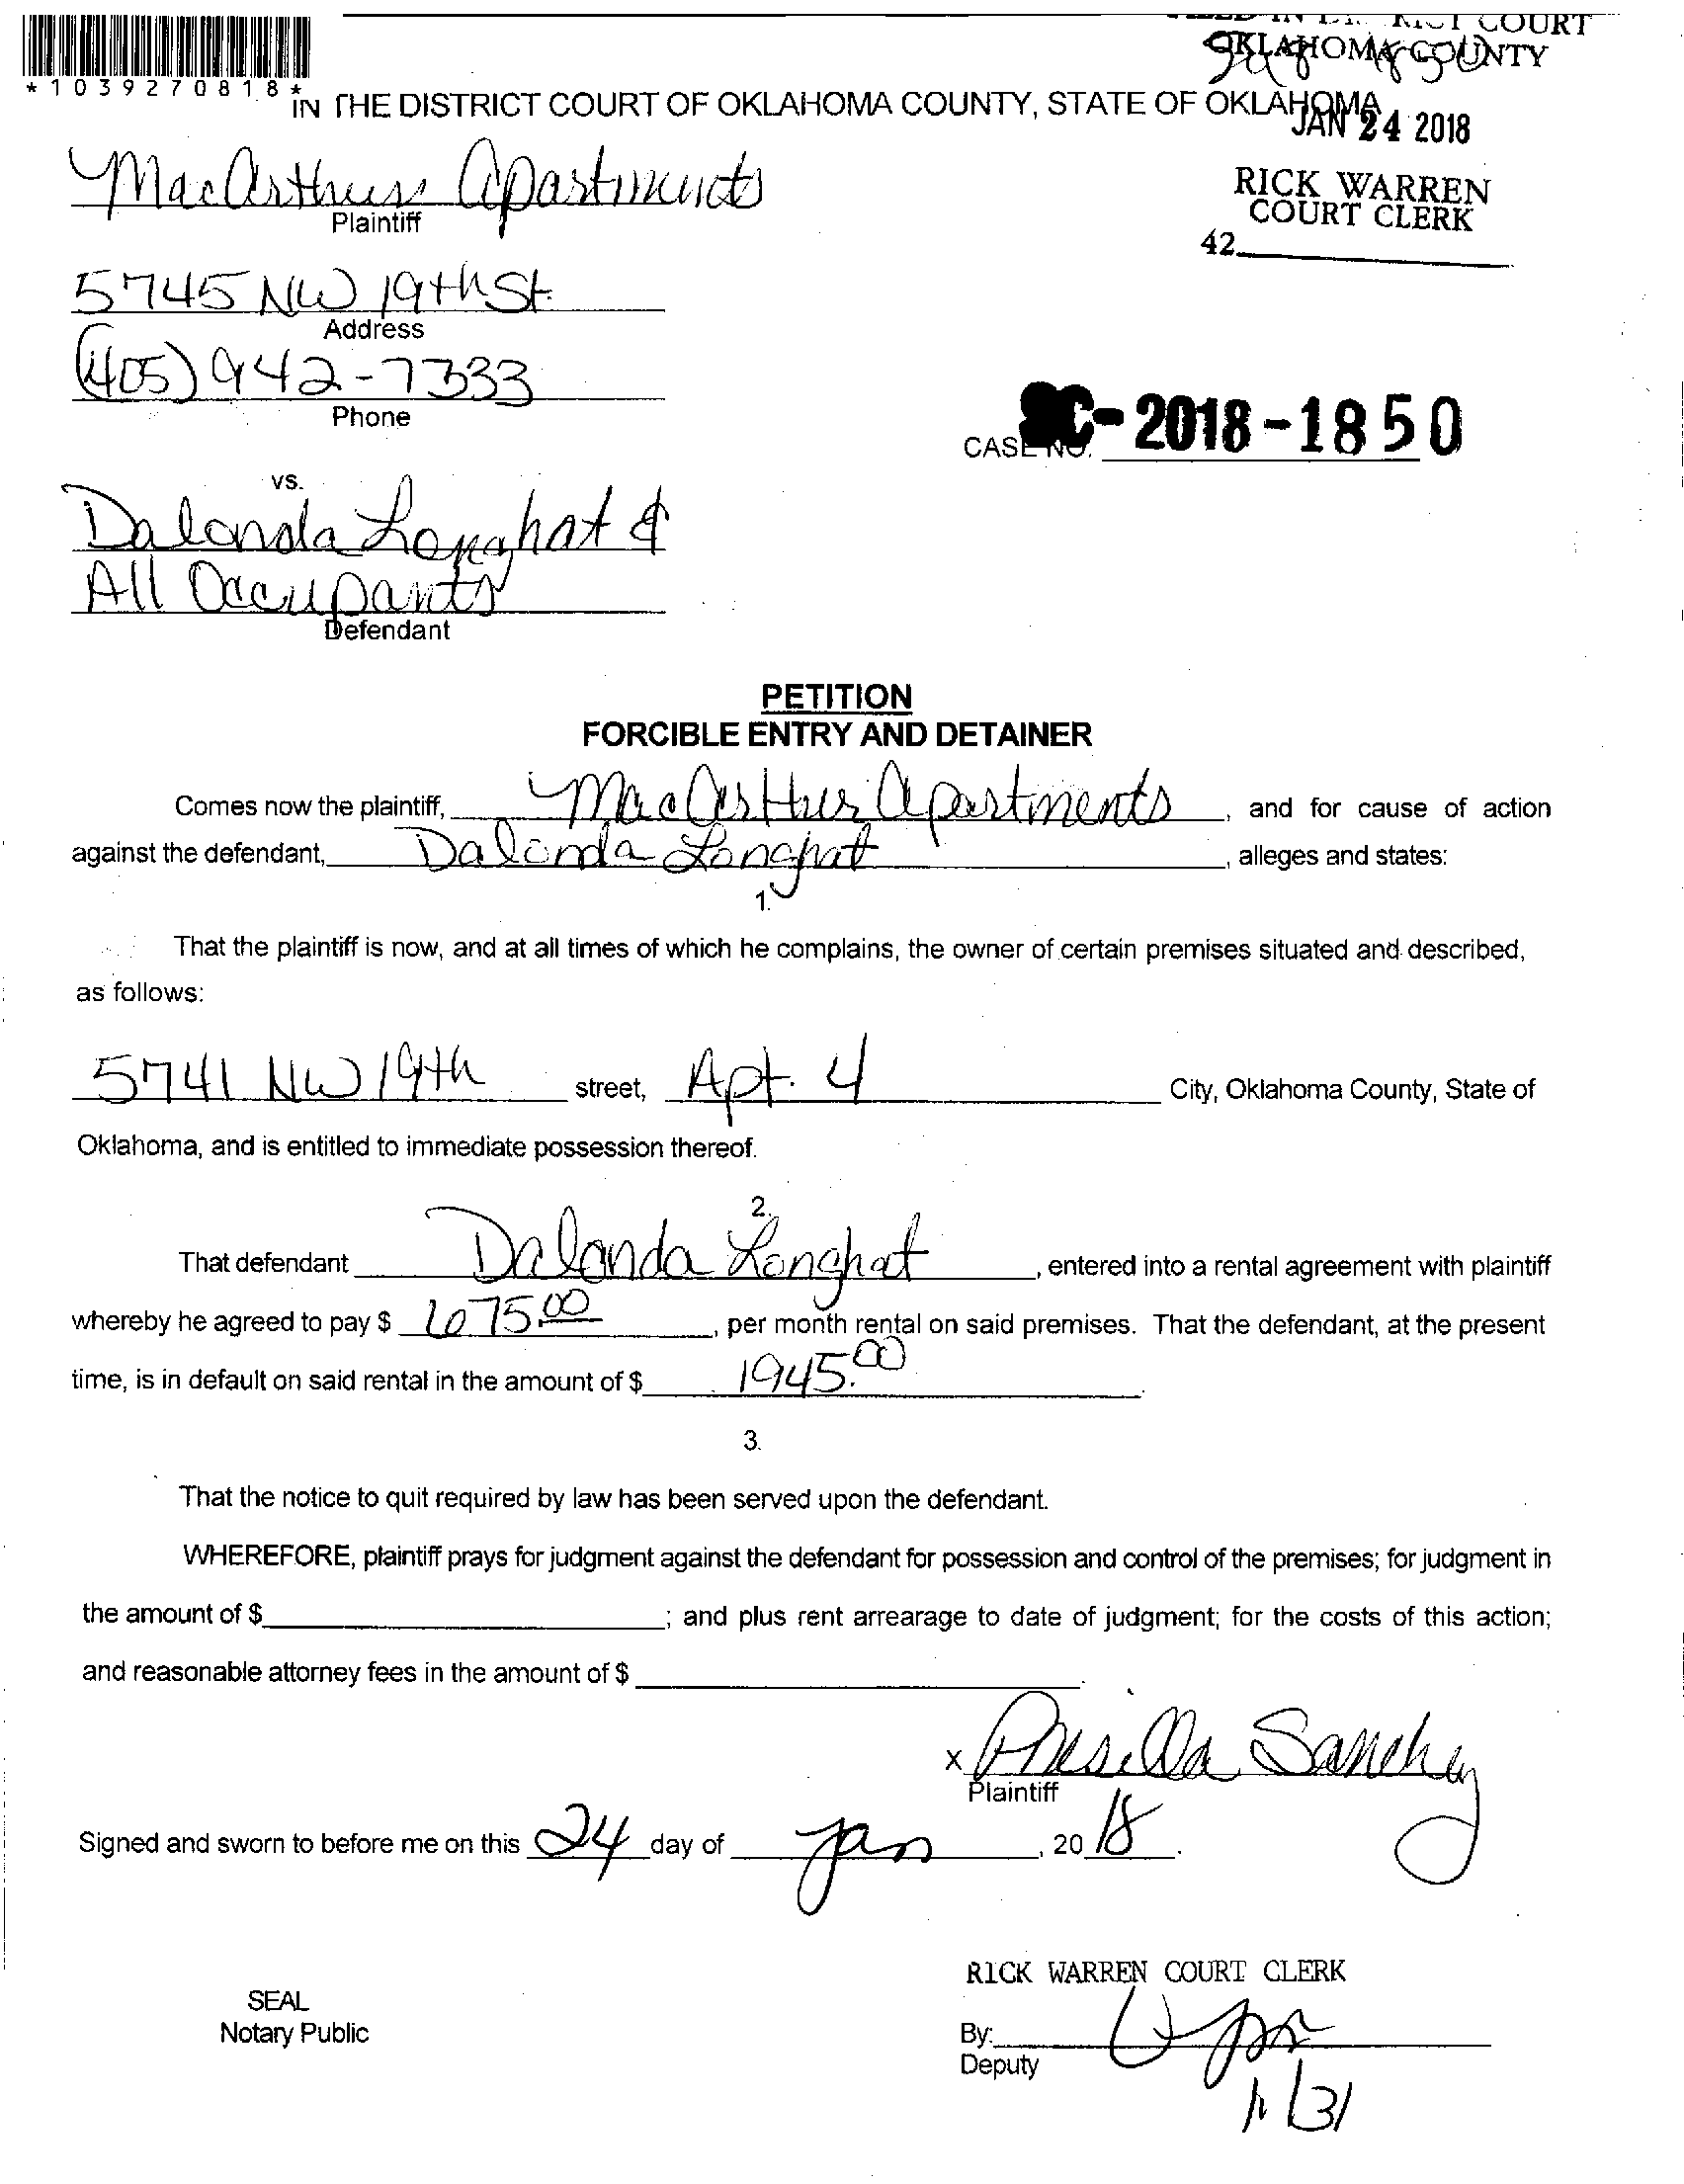 COURT
OKLAHOMA COUNTY
*1039270818*
IN THE DISTRICT COURT OF OKLAHOMA COUNTY, STATE OF OKLAHOMA
JAN 24 2018
MacArthur Apartments
Plaintiff
RICK WARREN
COURT CLERK
42
5745 NW 19th St.
Address
(405) 942-7333
Phone
CASE NO. SC-2018-1850
vs.
Dalonda Longhat &
All Occupants
Defendant
PETITION
FORCIBLE ENTRY AND DETAINER
Comes now the plaintiff, MacArthur Apartments, and for cause of action
against the defendant, Dalonda Longhat, alleges and states:
1.
That the plaintiff is now, and at all times of which he complains, the owner of certain premises situated and described,
as follows:
5741 NW 19th street, Apt. 4 City, Oklahoma County, State of
Oklahoma, and is entitled to immediate possession thereof.
2.
That defendant Dalonda Longhat, entered into a rental agreement with plaintiff
whereby he agreed to pay $ 675.00, per month rental on said premises. That the defendant, at the present
time, is in default on said rental in the amount of $ 1945.00.
3.
That the notice to quit required by law has been served upon the defendant.
WHEREFORE, plaintiff prays for judgment against the defendant for possession and control of the premises; for judgment in
the amount of $ ; and plus rent arrearage to date of judgment; for the costs of this action;
and reasonable attorney fees in the amount of $ .
x Prisilla Sanchez
Plaintiff
Signed and sworn to before me on this 24 day of Jan, 2018.
RICK WARREN COURT CLERK
SEAL
Notary Public
By:
Deputy